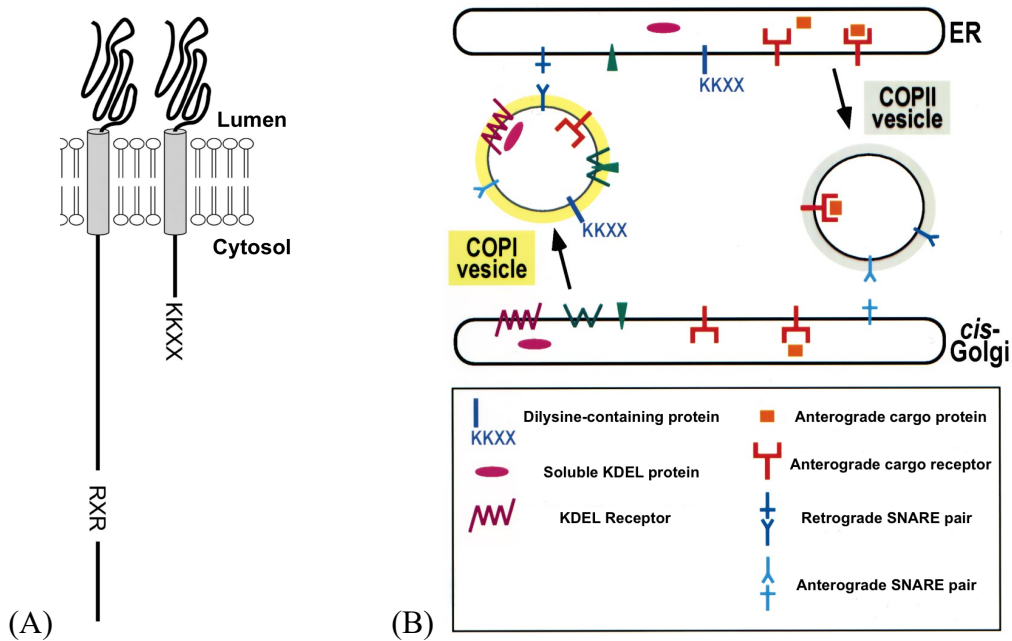 Lumen
Cytosol
KKXX
RXR
(A)
ER
KKXX
COPII
vesicle
KKXX
COPI
vesicle
cis-
Golgi
Dilysine-containing protein
KKXX
Soluble KDEL protein
KDEL Receptor
Anterograde cargo protein
Anterograde cargo receptor
Retrograde SNARE pair
Anterograde SNARE pair
(B)